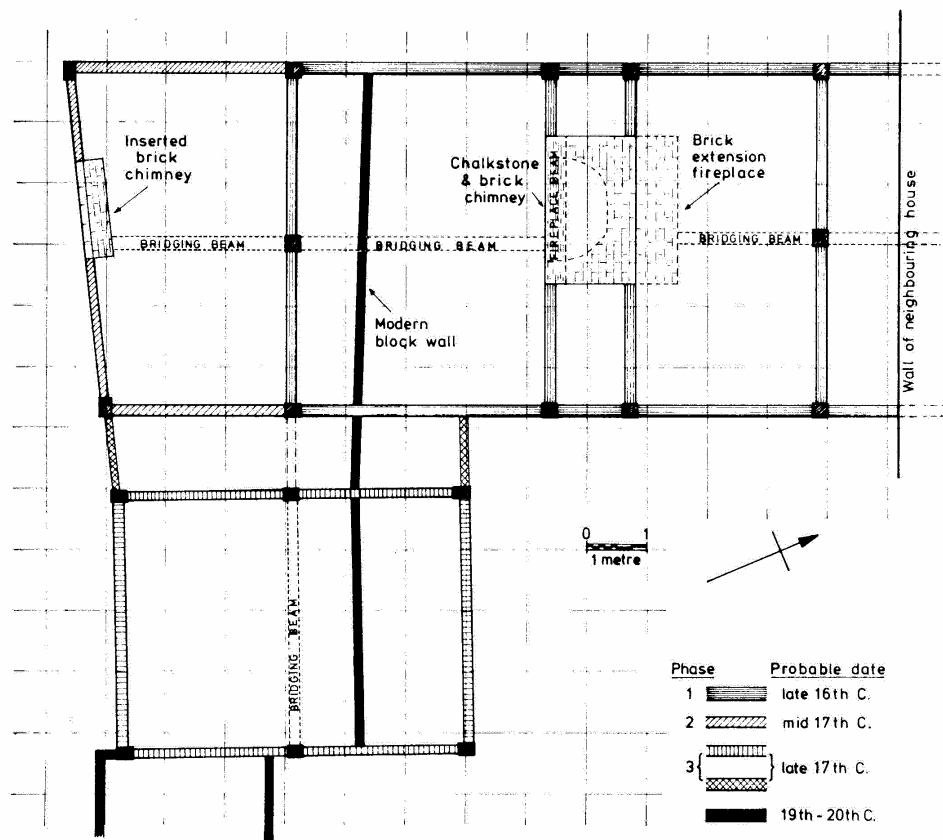 Inserted
brick
chimney
Chalkstone
& brick
chimney
FIREPLACE BEAM
Brick
extension
fireplace
BRIDGING BEAM
BRIDGING BEAM
BRIDGING BEAM
Wall of neighbouring house
Modern
block wall
BRIDGING BEAM
0 1
1 metre
Phase Probable date
1 late 16th C.
2 mid 17th C.
3{ } late 17th C.
19th - 20th C.